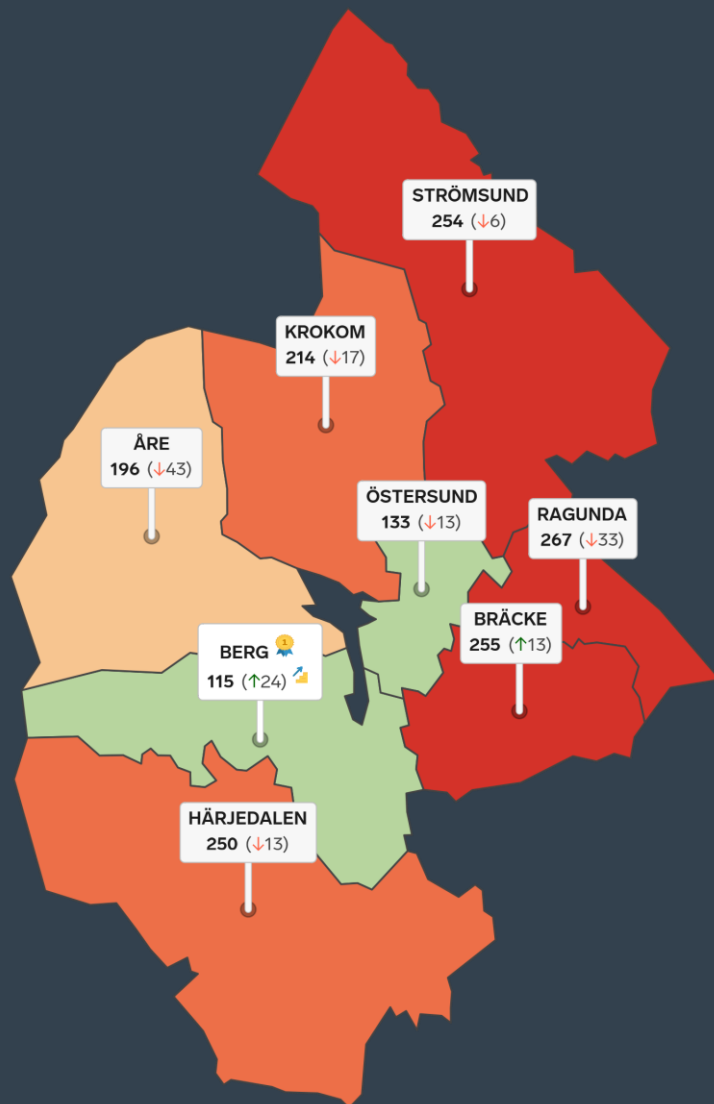 STRÖMSUND
254 (↓6)
KROKOM
214 (↓17)
ÅRE
196 (↓43)
ÖSTERSUND
133 (↓13)
RAGUNDA
267 (↓33)
BRÄCKE
255 (↑13)
BERG 1
115 (↑24)
HÄRJEDALEN
250 (↓13)